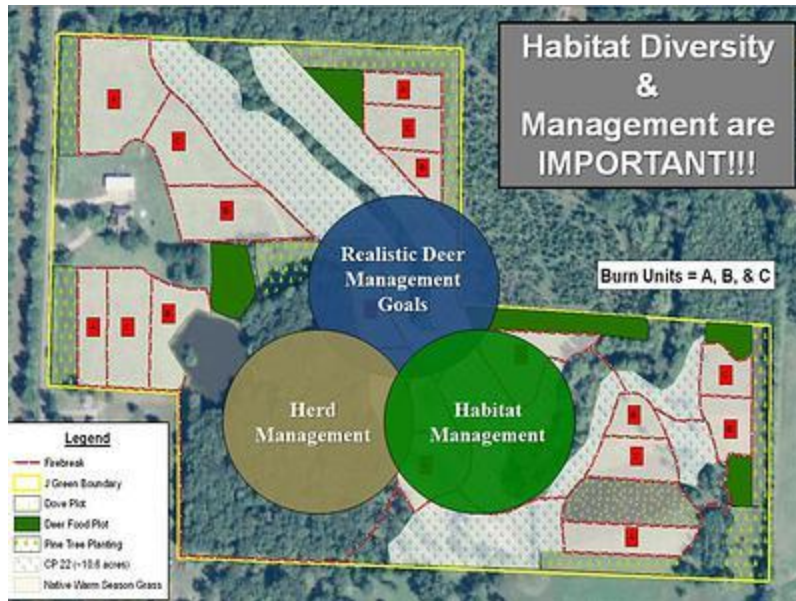 Habitat Diversity
&
Management are
IMPORTANT!!!
Realistic Deer
Management
Goals
Burn Units = A, B, & C
Herd
Management
Habitat
Management
Legend
Firebreak
J Green Boundary
Dove Plot
Deer Food Plot
Pine Tree Planting
CP 22 (~10.6 acres)
Native Warm Season Grass